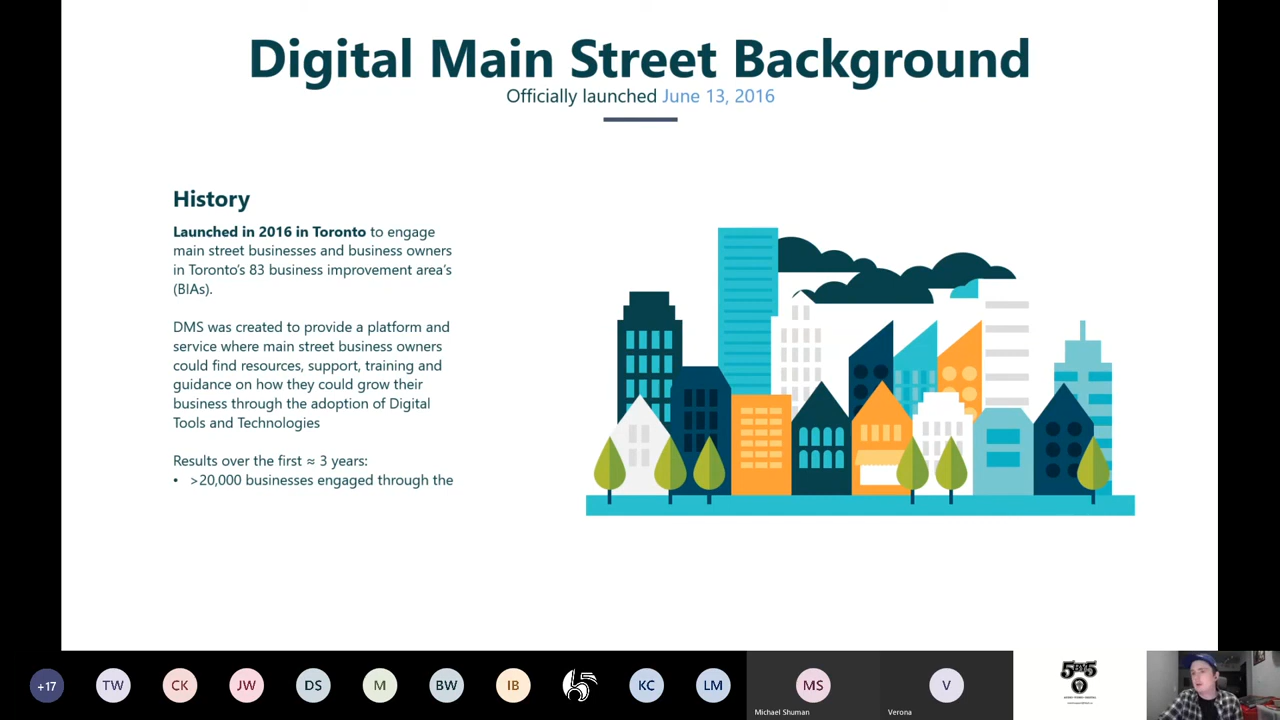 Digital Main Street Background
Officially launched June 13, 2016
History
Launched in 2016 in Toronto to engage
main street businesses and business owners
in Toronto's 83 business improvement area's
(BIAs).
DMS was created to provide a platform and
service where main street business owners
could find resources, support, training and
guidance on how they could grow their
business through the adoption of Digital
Tools and Technologies
Results over the first ≈ 3 years:
• >20,000 businesses engaged through the
+17
TW
CK
JW
DS
M
BW
IB
KC
LM
MS
Michael Shuman
V
Verona
5 BY 5